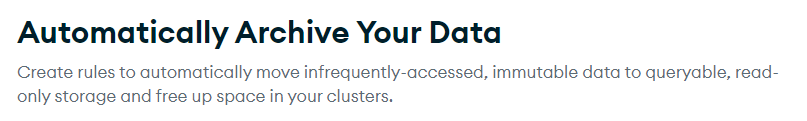 Automatically Archive Your Data
Create rules to automatically move infrequently-accessed, immutable data to queryable, read-
only storage and free up space in your clusters.